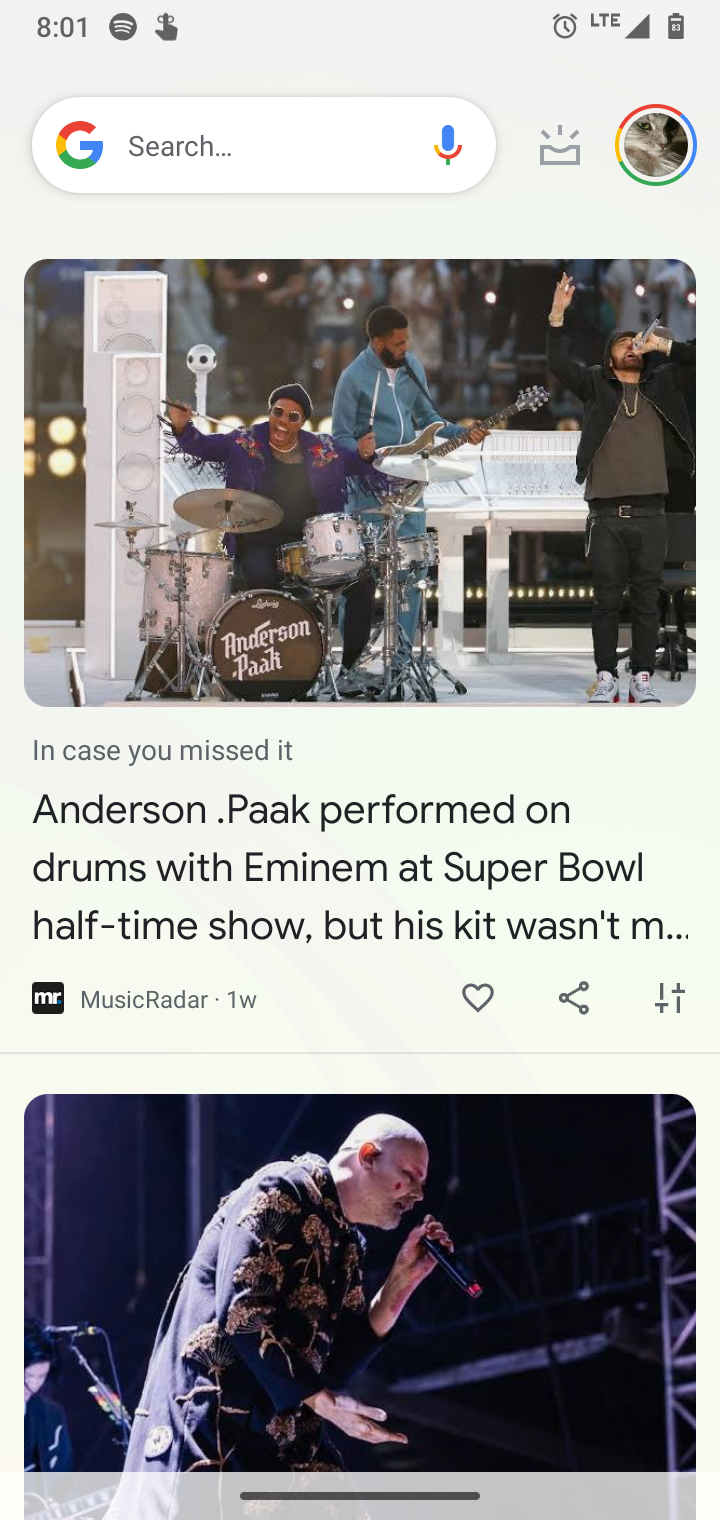 8:01
LTE
83
Search...
Ludwig
Anderson
.Paak
EVANS
In case you missed it
Anderson .Paak performed on
drums with Eminem at Super Bowl
half-time show, but his kit wasn't m...
mr.
MusicRadar · 1w